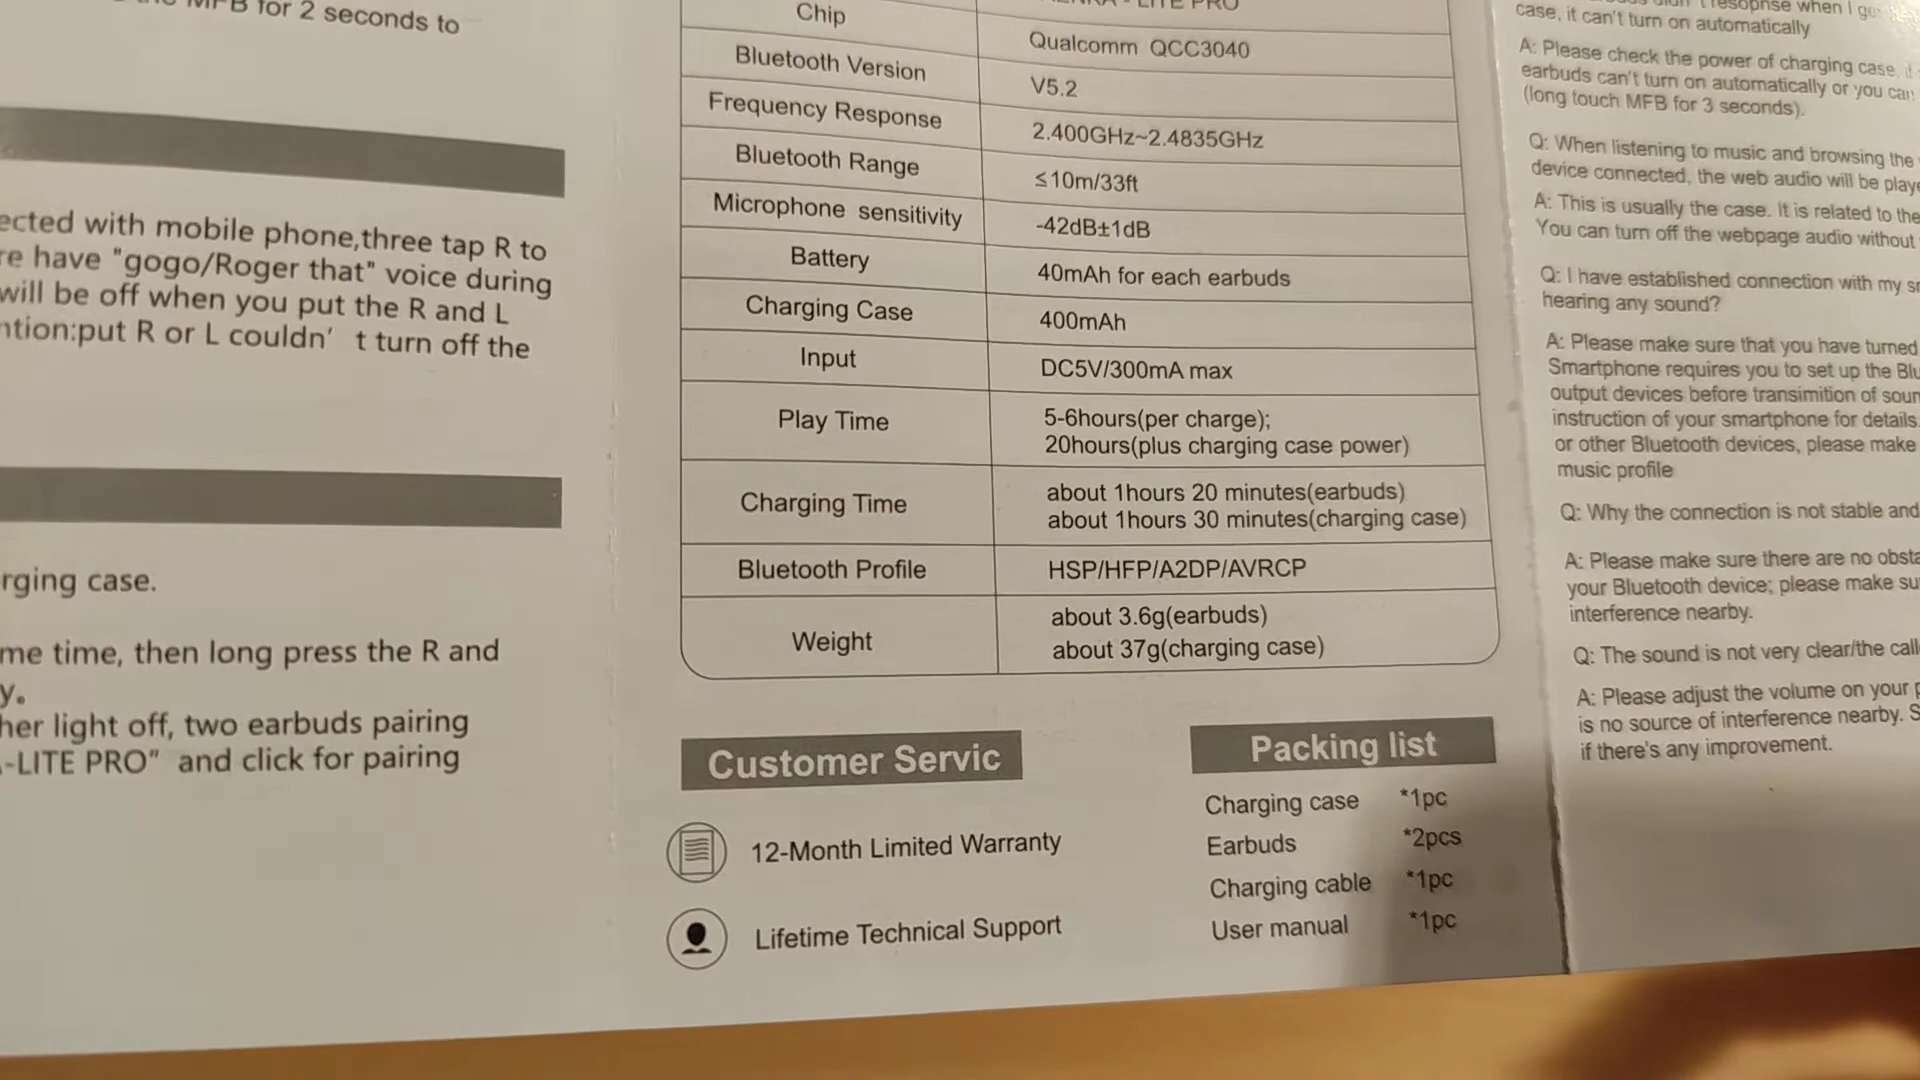 MFB for 2 seconds to
ected with mobile phone,three tap R to
re have "gogo/Roger that" voice during
will be off when you put the R and L
ntion:put R or L couldn' t turn off the
rging case.
me time, then long press the R and
y。
her light off, two earbuds pairing
-LITE PRO" and click for pairing
LITE PRO
Chip Qualcomm QCC3040
Bluetooth Version V5.2
Frequency Response 2.400GHz~2.4835GHz
Bluetooth Range ≤10m/33ft
Microphone sensitivity -42dB±1dB
Battery 40mAh for each earbuds
Charging Case 400mAh
Input DC5V/300mA max
Play Time 5-6hours(per charge);
20hours(plus charging case power)
Charging Time about 1hours 20 minutes(earbuds)
about 1hours 30 minutes(charging case)
Bluetooth Profile HSP/HFP/A2DP/AVRCP
Weight about 3.6g(earbuds)
about 37g(charging case)
Customer Servic
12-Month Limited Warranty
Lifetime Technical Support
Packing list
Charging case *1pc
Earbuds *2pcs
Charging cable *1pc
User manual *1pc
resoprise when I
case, it can't turn on automatically
A: Please check the power of charging case, if
earbuds can't turn on automatically or you can
(long touch MFB for 3 seconds).
Q: When listening to music and browsing the
device connected, the web audio will be playe
A: This is usually the case. It is related to the
You can turn off the webpage audio without
Q: I have established connection with my sr
hearing any sound?
A: Please make sure that you have turned
Smartphone requires you to set up the Blu
output devices before transimition of soun
instruction of your smartphone for details.
or other Bluetooth devices, please make
music profile
Q: Why the connection is not stable and
A: Please make sure there are no obsta
your Bluetooth device; please make su
interference nearby.
Q: The sound is not very clear/the call
A: Please adjust the volume on your p
is no source of interference nearby. S
if there's any improvement.